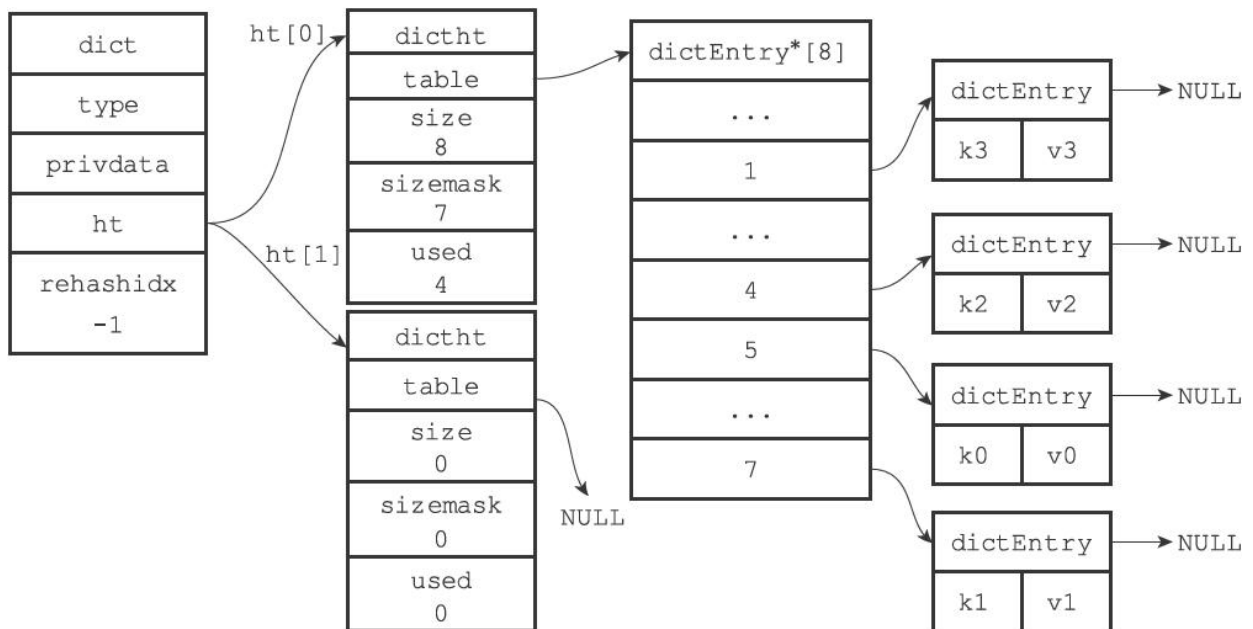 dict
type
privdata
ht
rehashidx
-1
ht[0]
ht[1]
dictht
table
size
8
sizemask
7
used
4
dictht
table
size
0
sizemask
0
used
0
NULL
dictEntry*[8]
...
1
...
4
5
...
7
dictEntry
NULL
k3 v3
dictEntry
NULL
k2 v2
dictEntry
NULL
k0 v0
dictEntry
NULL
k1 v1